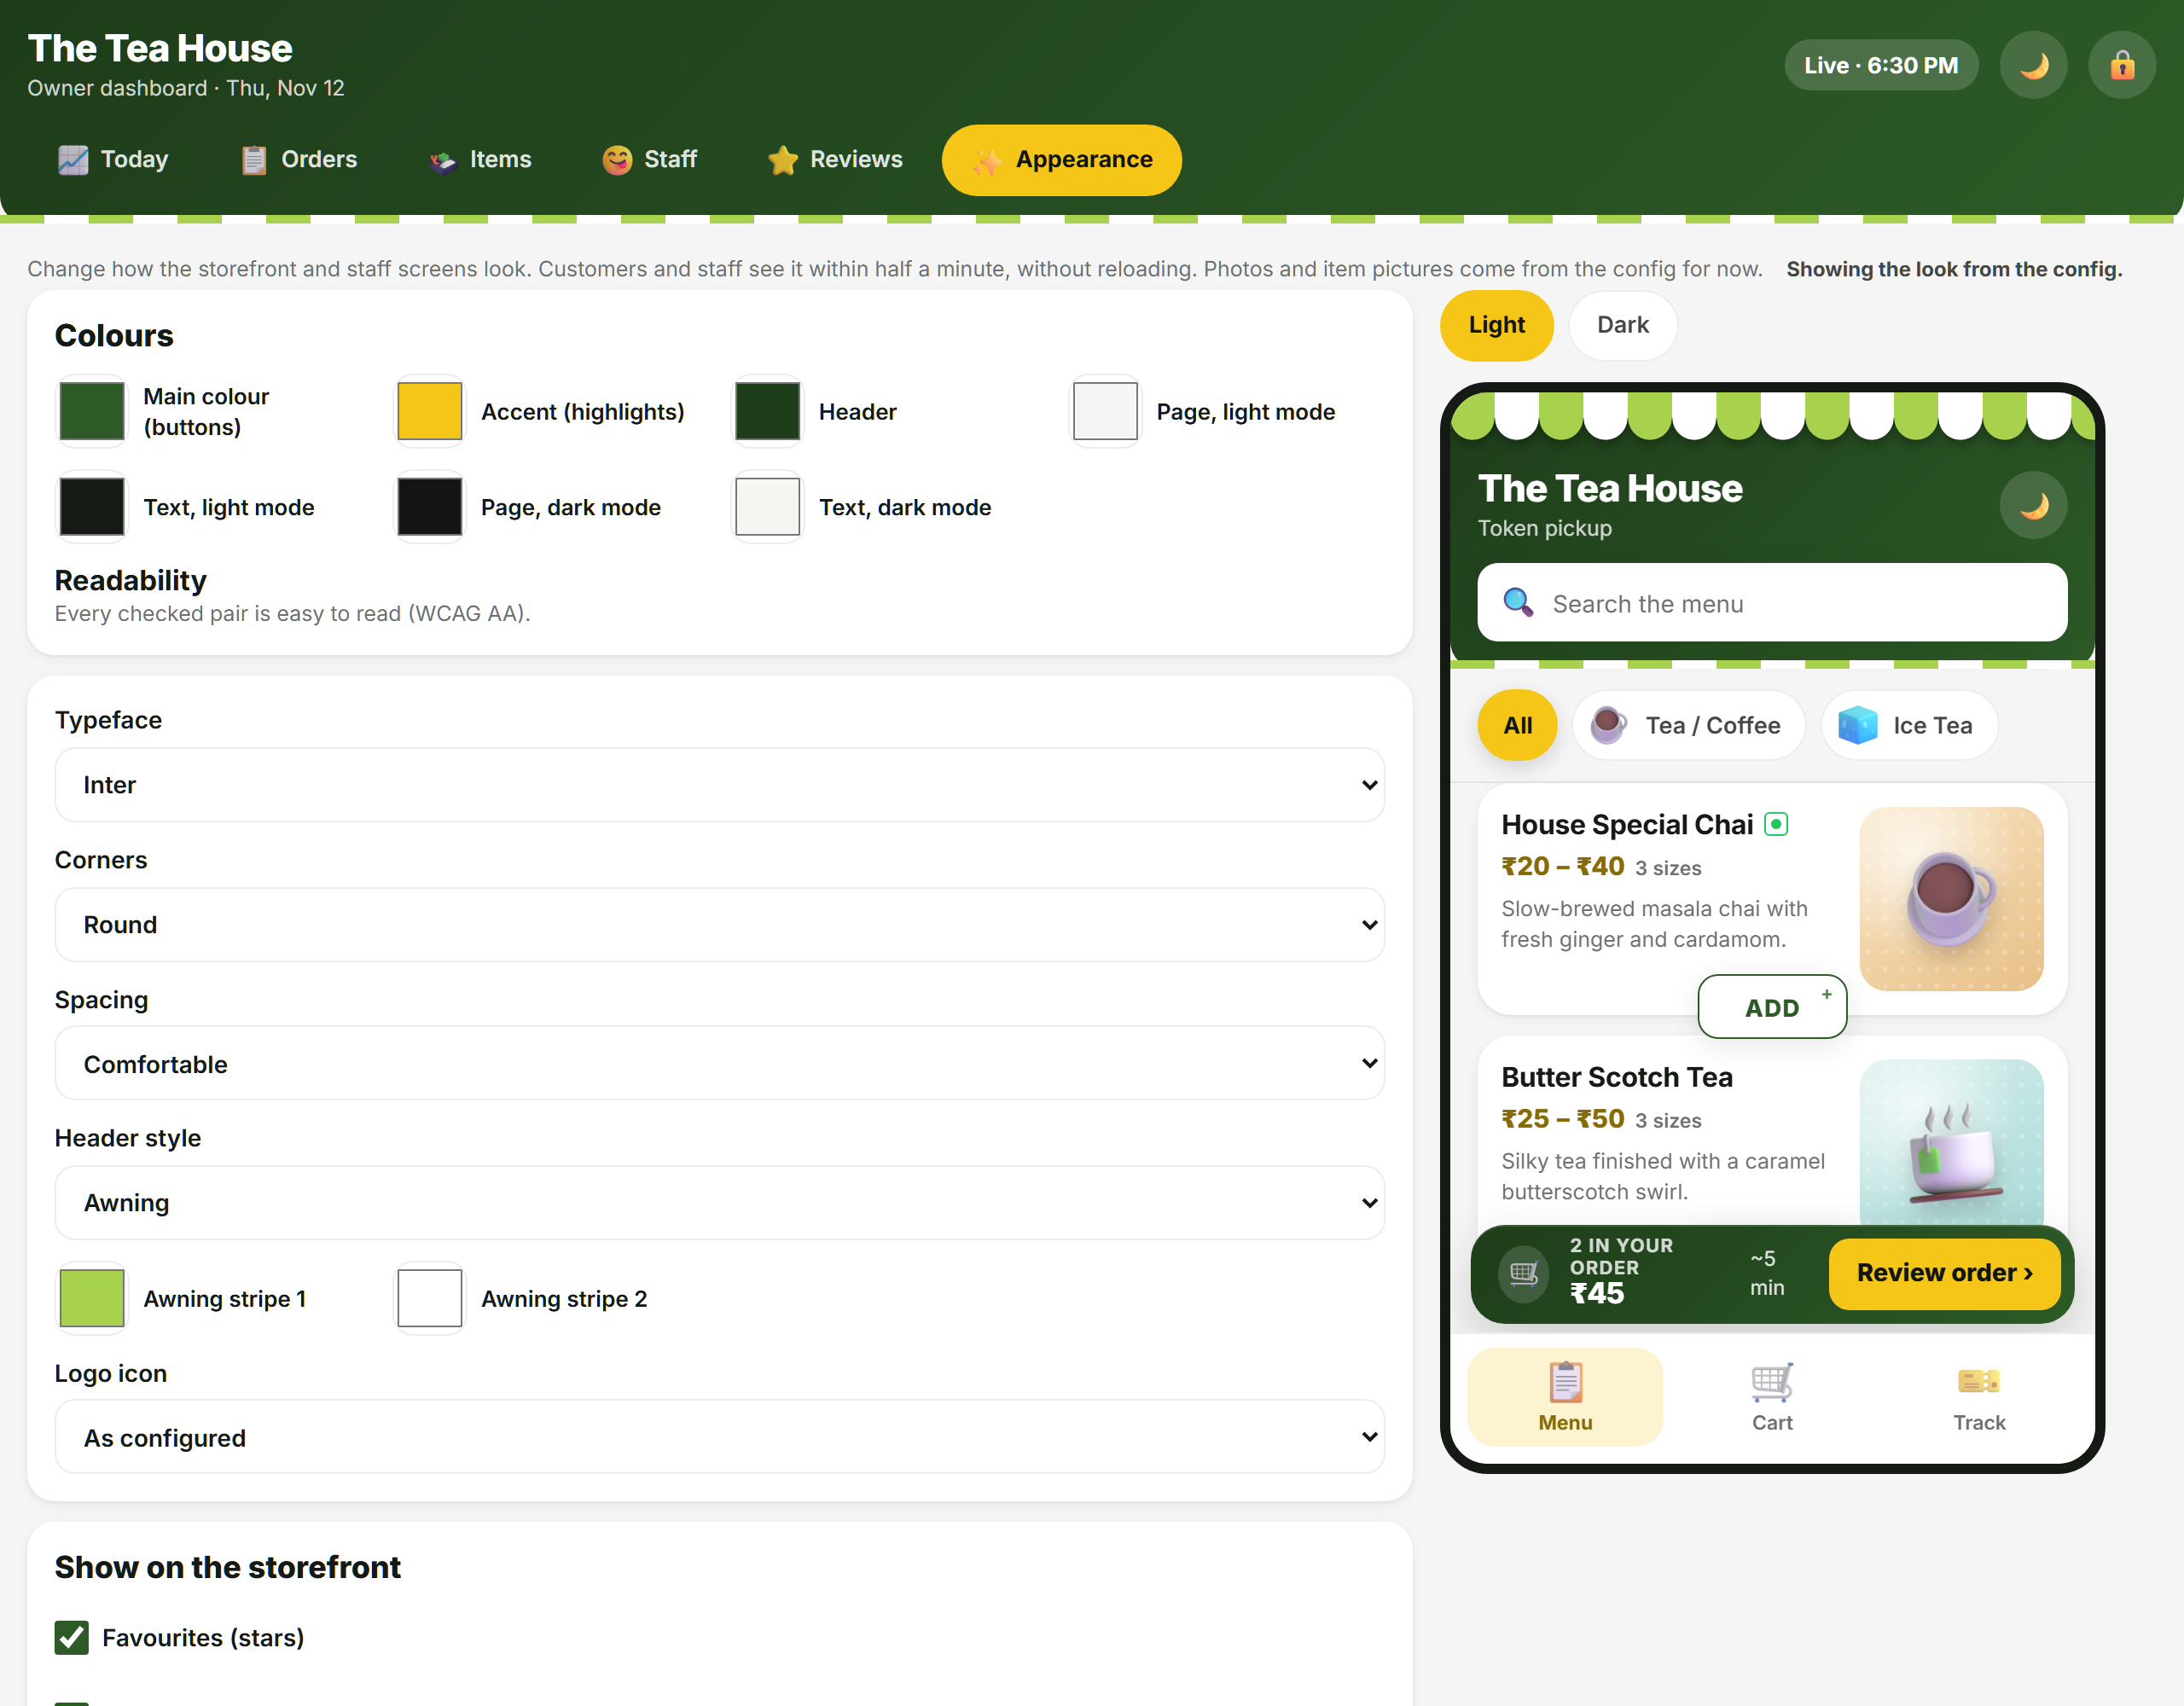 The Tea House
Owner dashboard · Thu, Nov 12
Live · 6:30 PM
Today
Orders
Items
Staff
Reviews
Appearance
Change how the storefront and staff screens look. Customers and staff see it within half a minute, without reloading. Photos and item pictures come from the config for now. Showing the look from the config.
Colours
Main colour
(buttons)
Accent (highlights)
Header
Page, light mode
Text, light mode
Page, dark mode
Text, dark mode
Readability
Every checked pair is easy to read (WCAG AA).
Typeface
Inter
Corners
Round
Spacing
Comfortable
Header style
Awning
Awning stripe 1
Awning stripe 2
Logo icon
As configured
Show on the storefront
Favourites (stars)
Light
Dark
The Tea House
Token pickup
Search the menu
All
Tea / Coffee
Ice Tea
House Special Chai
₹20 – ₹40 3 sizes
Slow-brewed masala chai with
fresh ginger and cardamom.
ADD +
Butter Scotch Tea
₹25 – ₹50 3 sizes
Silky tea finished with a caramel
butterscotch swirl.
2 IN YOUR
ORDER
₹45
~5
min
Review order ›
Menu
Cart
Track